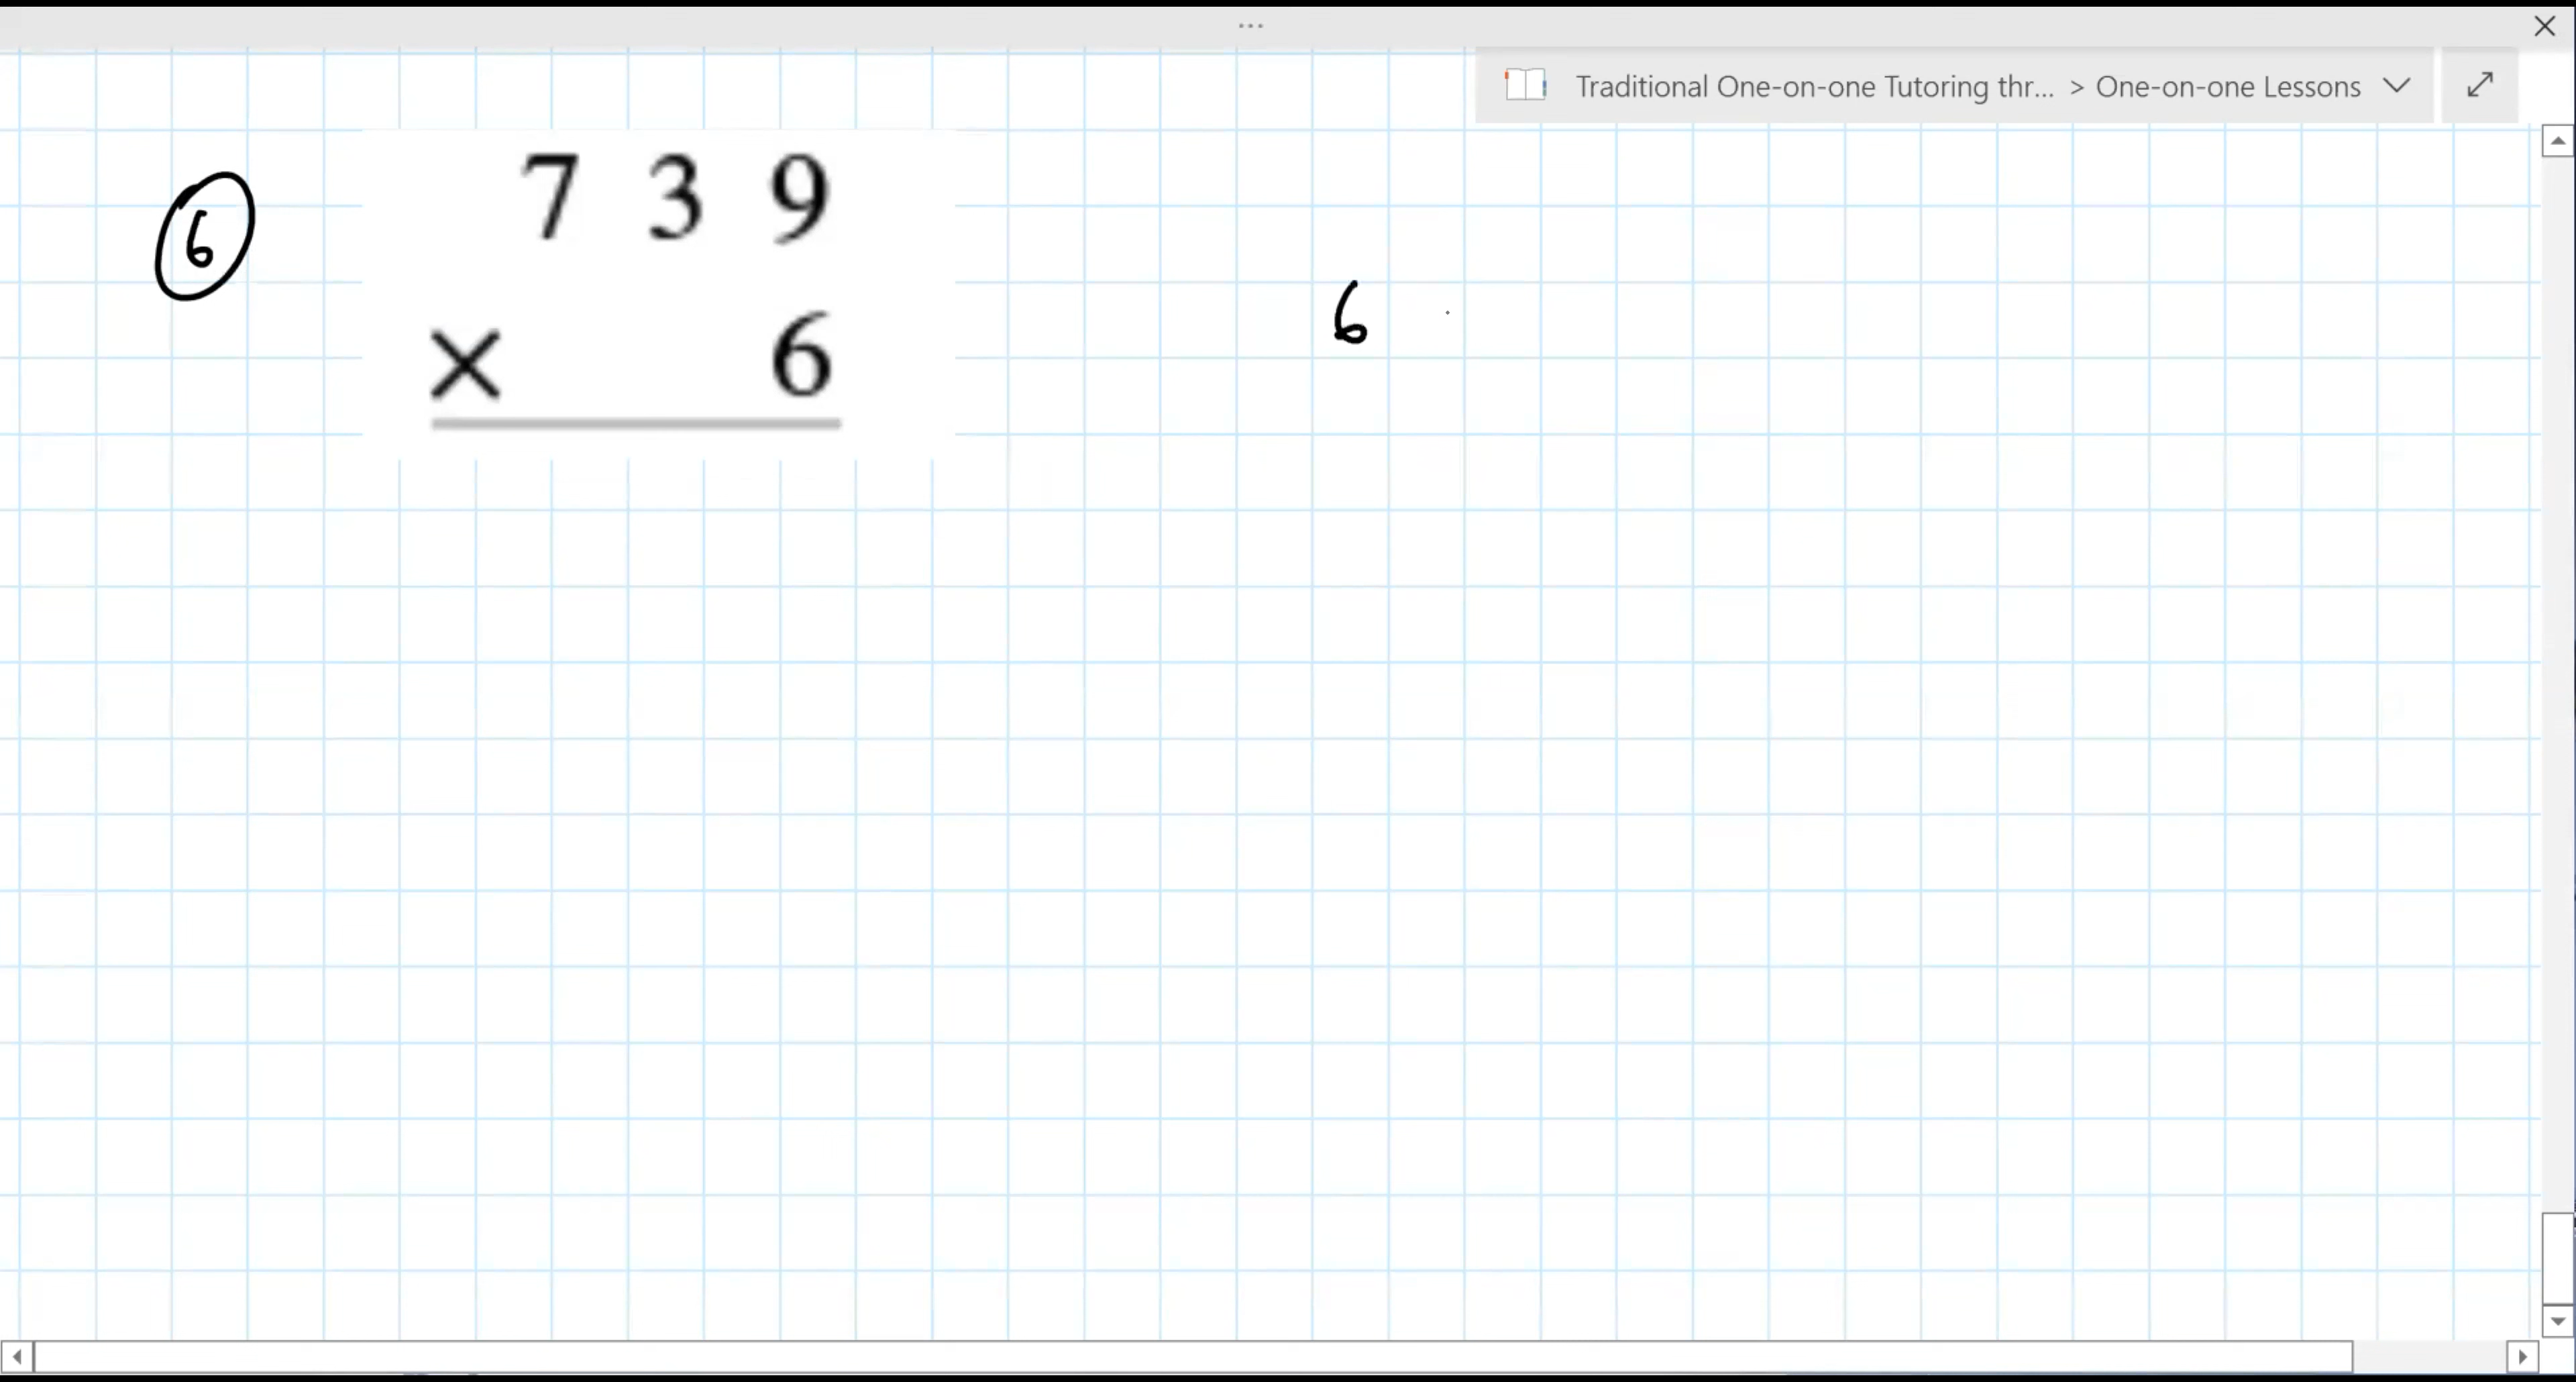 ...
Traditional One-on-one Tutoring thr... > One-on-one Lessons
6
7 3 9
× 6
6